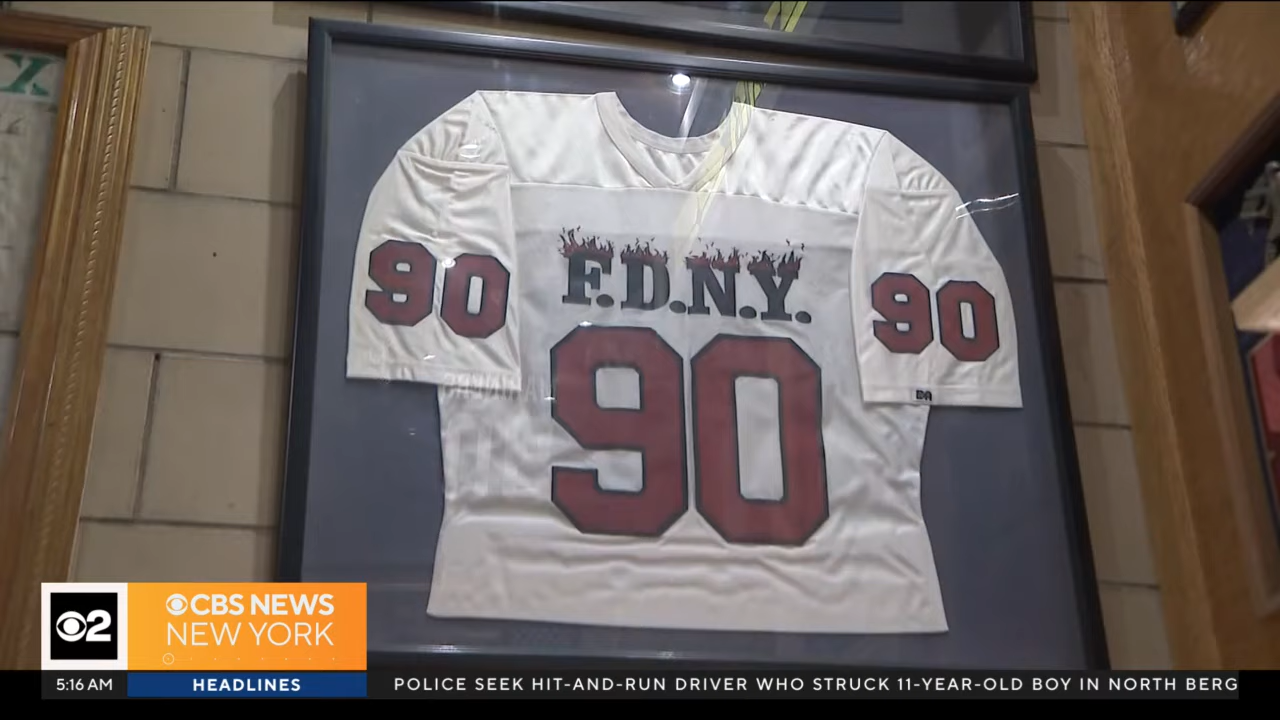 X
F.D.N.Y.
90
90
90
2
CBS NEWS
NEW YORK
5:16 AM
HEADLINES
POLICE SEEK HIT-AND-RUN DRIVER WHO STRUCK 11-YEAR-OLD BOY IN NORTH BERG